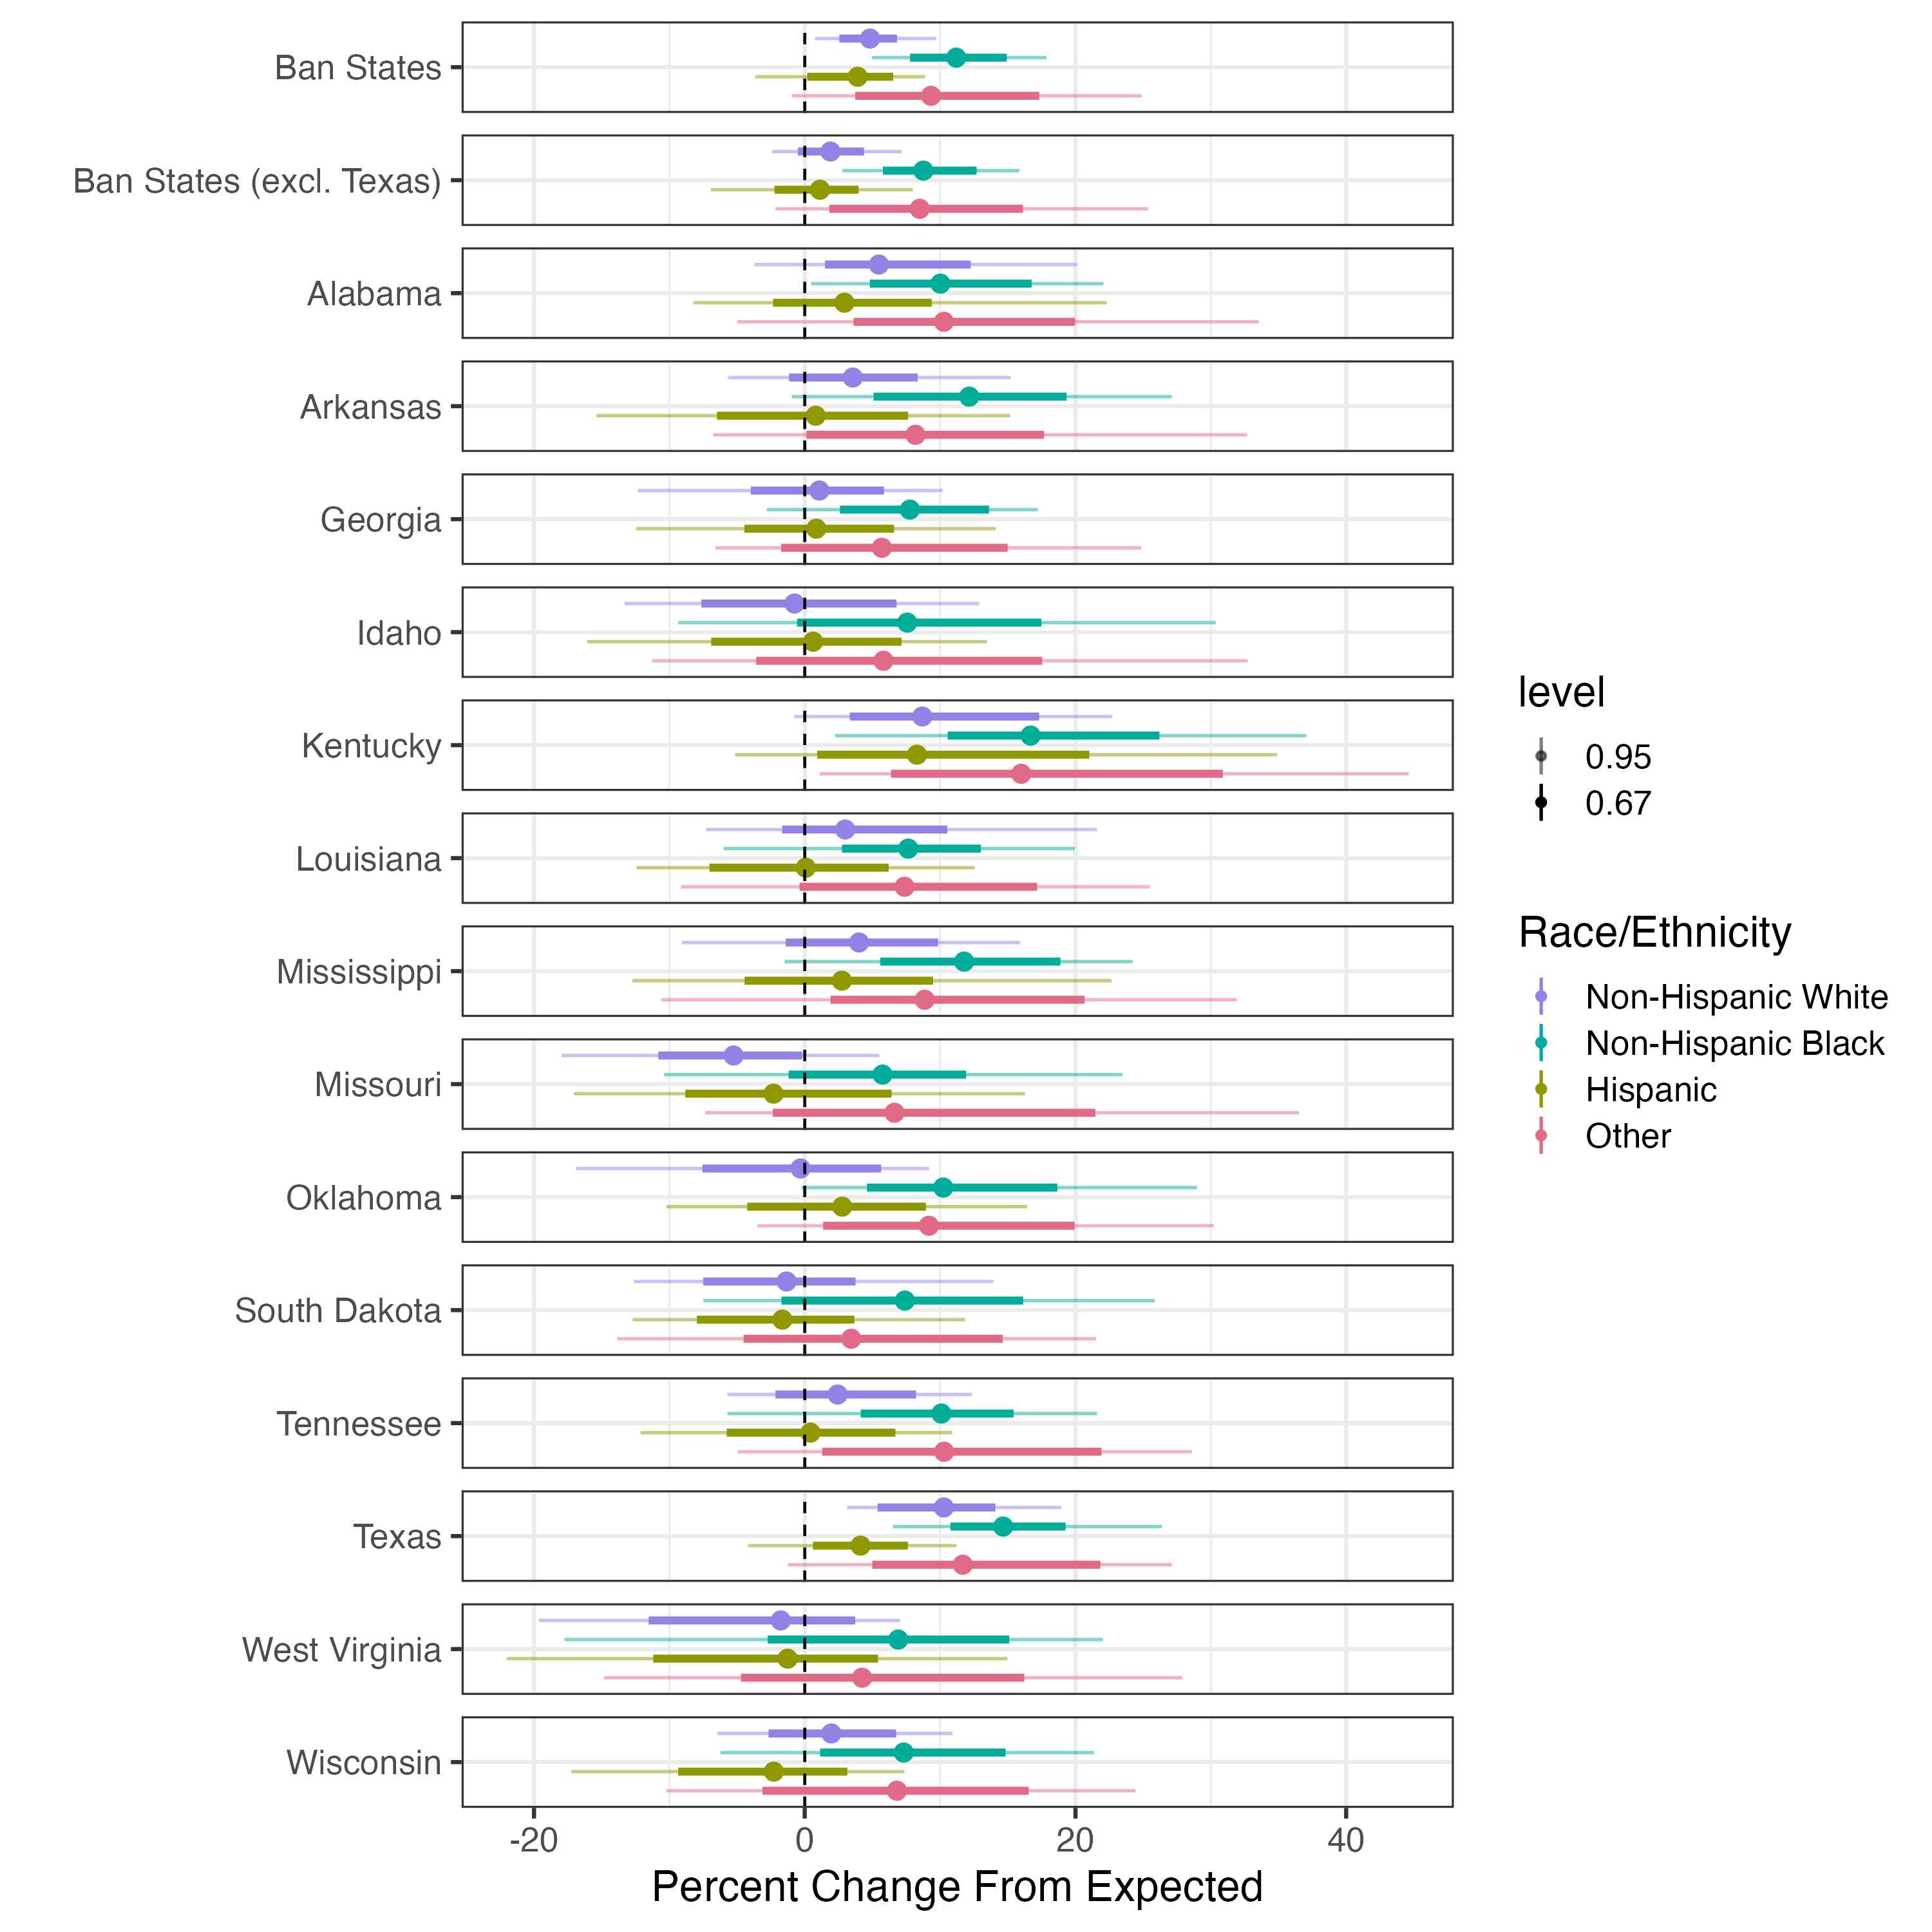 Ban States
Ban States (excl. Texas)
Alabama
Arkansas
Georgia
Idaho
Kentucky
Louisiana
Mississippi
Missouri
Oklahoma
South Dakota
Tennessee
Texas
West Virginia
Wisconsin
-20 0 20 40
Percent Change From Expected
level
0.95
0.67
Race/Ethnicity
Non-Hispanic White
Non-Hispanic Black
Hispanic
Other